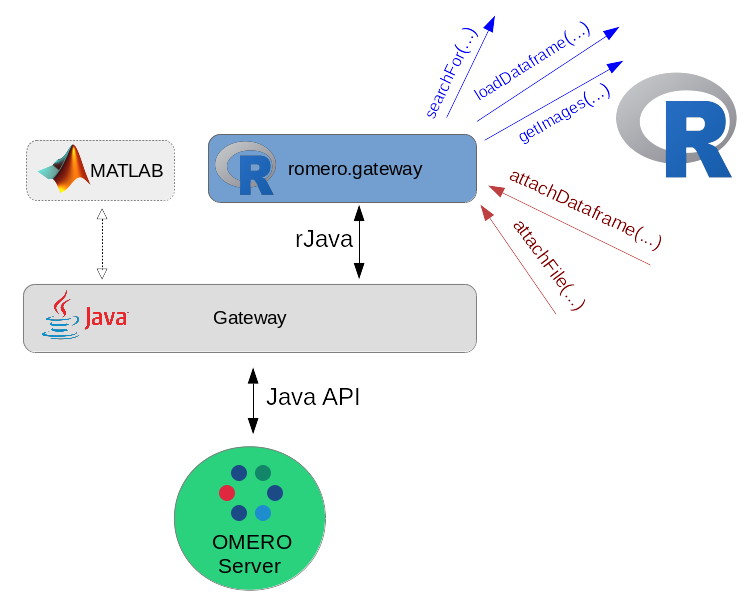 searchFor(...)
loadDataframe(...)
getImages(...)
R
MATLAB
R
romero.gateway
attachDataframe(...)
attachFile(...)
rJava
Java
Gateway
Java API
OMERO
Server